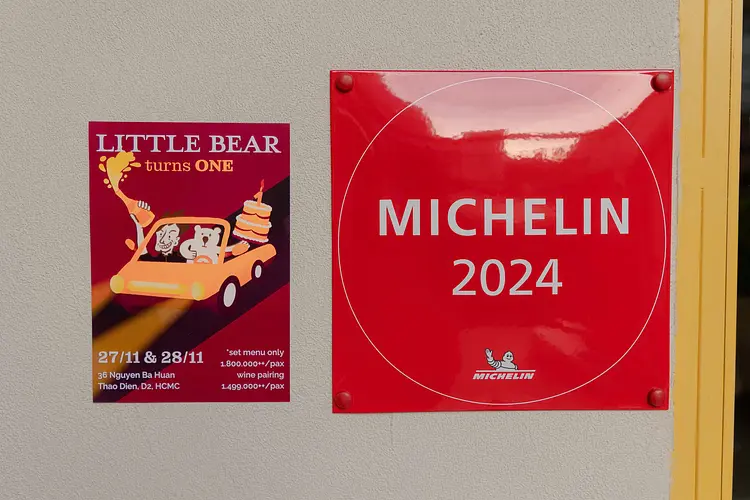 LITTLE BEAR
turns ONE
27/11 & 28/11
36 Nguyen Ba Huan
Thao Dien, D2, HCMC
*set menu only
1.800.000++/pax
wine pairing
1.499.000++/pax
MICHELIN
2024
MICHELIN